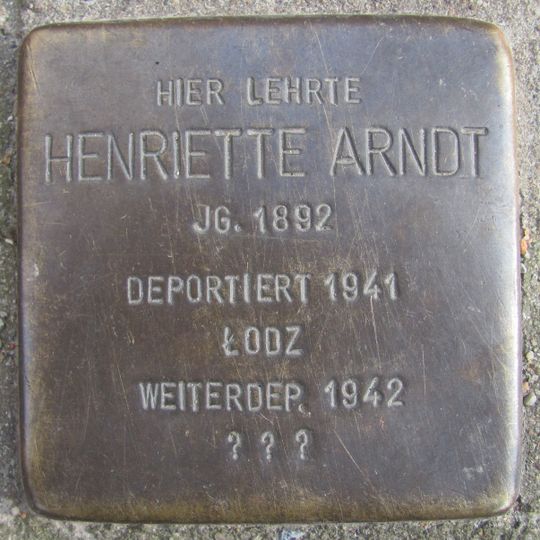 HIER LEHRTE
HENRIETTE ARNDT
JG. 1892
DEPORTIERT 1941
ŁODZ
WEITERDEP. 1942
? ? ?